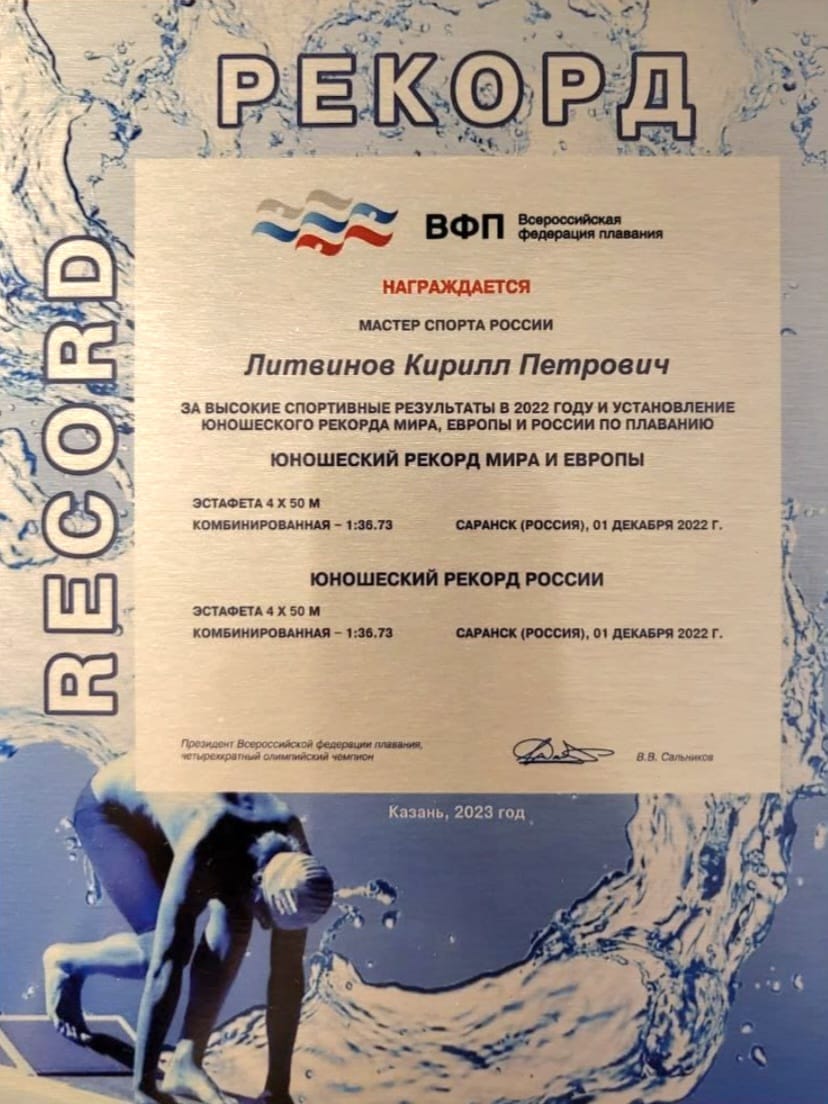 РЕКОРД
RECORD
ВФП Всероссийская
федерация плавания
НАГРАЖДАЕТСЯ
МАСТЕР СПОРТА РОССИИ
Литвинов Кирилл Петрович
ЗА ВЫСОКИЕ СПОРТИВНЫЕ РЕЗУЛЬТАТЫ В 2022 ГОДУ И УСТАНОВЛЕНИЕ
ЮНОШЕСКОГО РЕКОРДА МИРА, ЕВРОПЫ И РОССИИ ПО ПЛАВАНИЮ
ЮНОШЕСКИЙ РЕКОРД МИРА И ЕВРОПЫ
ЭСТАФЕТА 4 Х 50 М
КОМБИНИРОВАННАЯ – 1:36.73 САРАНСК (РОССИЯ), 01 ДЕКАБРЯ 2022 Г.
ЮНОШЕСКИЙ РЕКОРД РОССИИ
ЭСТАФЕТА 4 Х 50 М
КОМБИНИРОВАННАЯ – 1:36.73 САРАНСК (РОССИЯ), 01 ДЕКАБРЯ 2022 Г.
Президент Всероссийской федерации плавания,
четырехкратный олимпийский чемпион В.В. Сальников
Казань, 2023 год